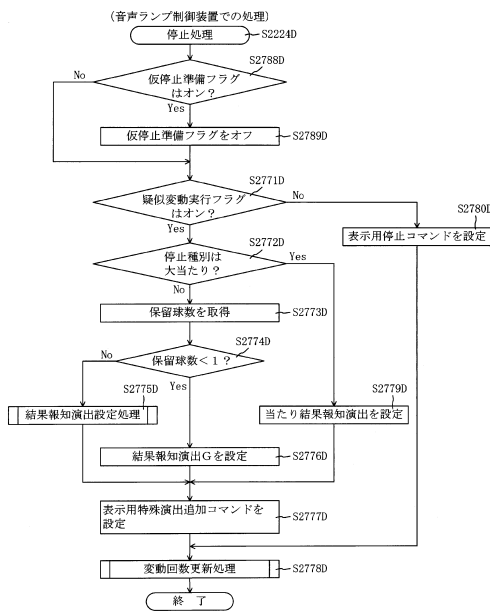 (音声ランプ制御装置での処理)
停止処理
S2224D
S2788D
仮停止準備フラグ
はオン?
No
Yes
仮停止準備フラグをオフ
S2789D
S2771D
疑似変動実行フラグ
はオン?
No
Yes
S2780D
表示用停止コマンドを設定
S2772D
停止種別は
大当たり?
Yes
No
保留球数を取得
S2773D
S2774D
保留球数<1?
No
Yes
S2775D
結果報知演出設定処理
S2779D
当たり結果報知演出を設定
結果報知演出Gを設定
S2776D
表示用特殊演出追加コマンドを
設定
S2777D
変動回数更新処理
S2778D
終了